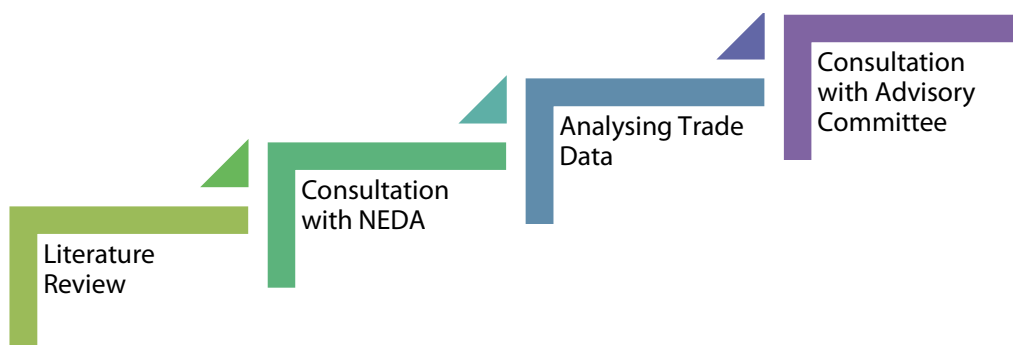 Literature
Review
Consultation
with NEDA
Analysing Trade
Data
Consultation
with Advisory
Committee